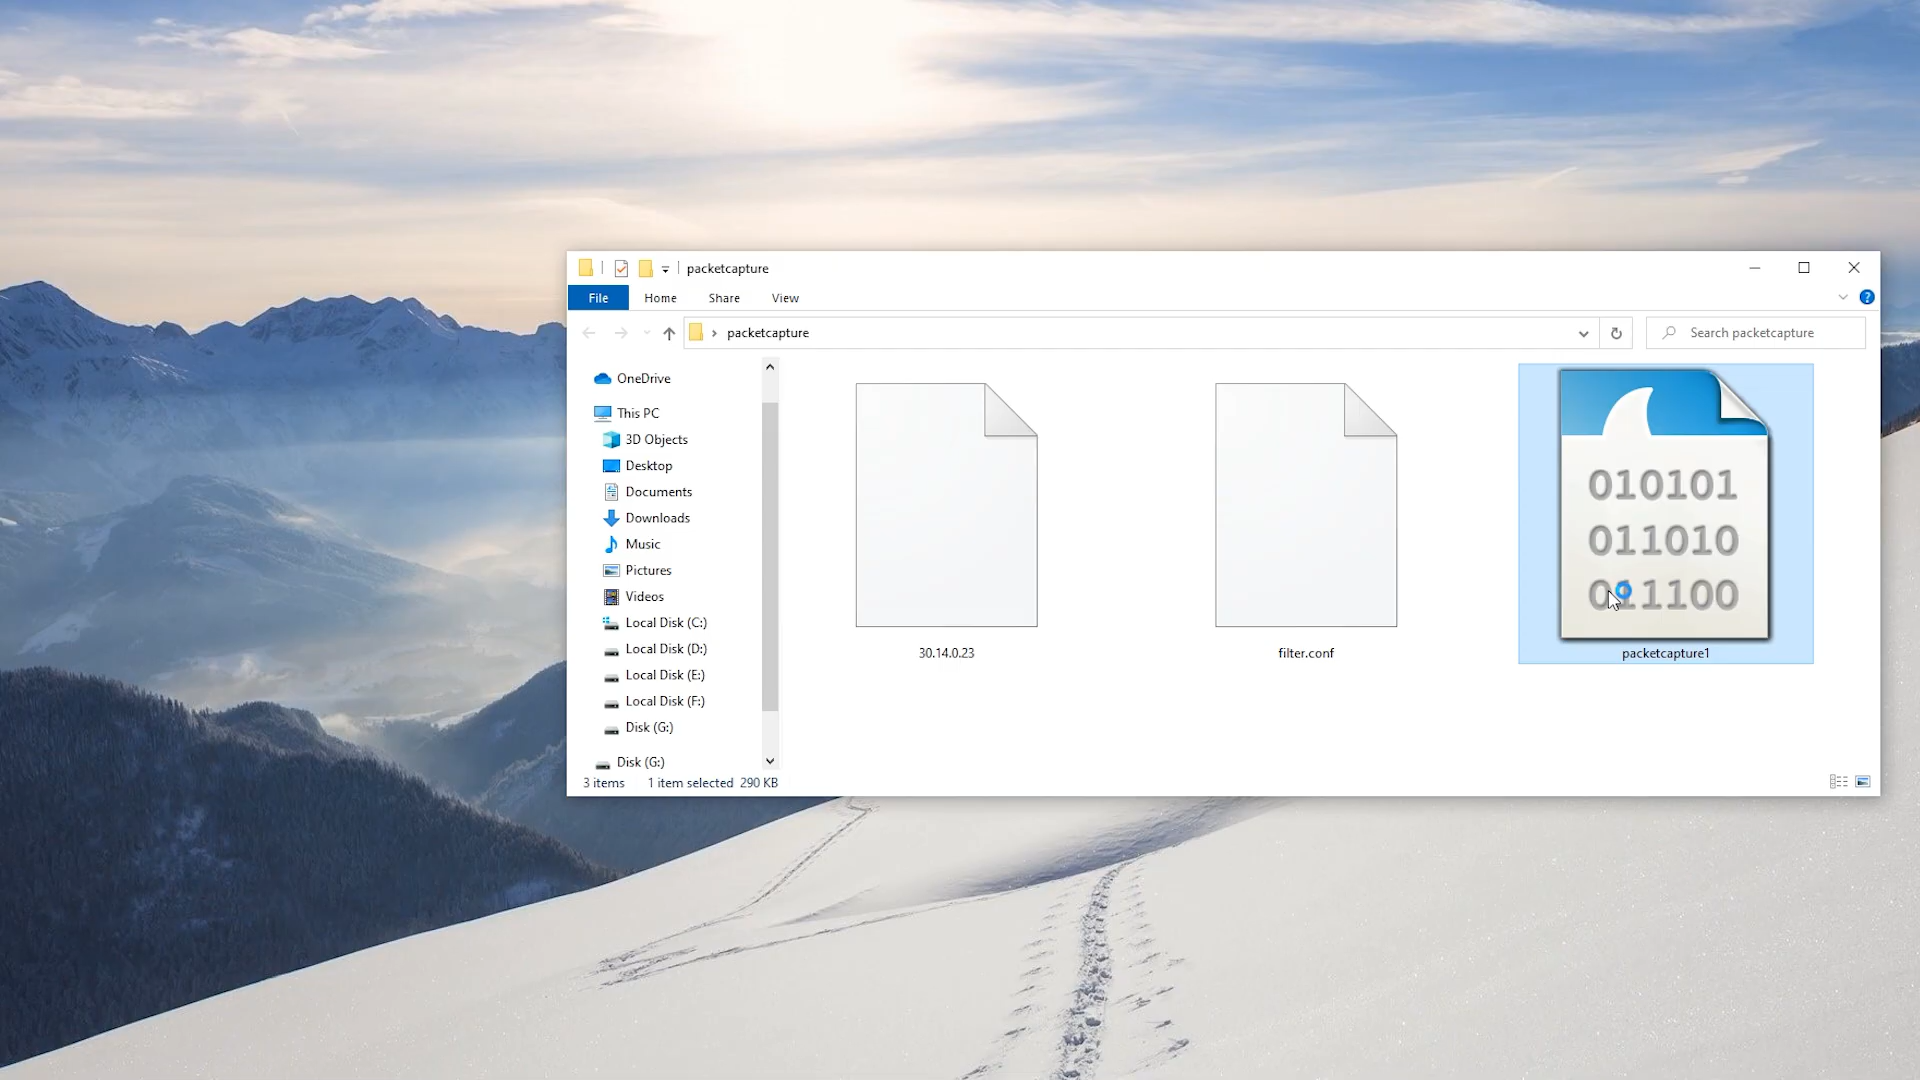 packetcapture
File Home Share View
packetcapture
Search packetcapture
OneDrive
This PC
3D Objects
Desktop
Documents
Downloads
Music
Pictures
Videos
Local Disk (C:)
Local Disk (D:)
Local Disk (E:)
Local Disk (F:)
Disk (G:)
Disk (G:)
010101
011010
011100
30.14.0.23
filter.conf
packetcapture1
3 items 1 item selected 290 KB